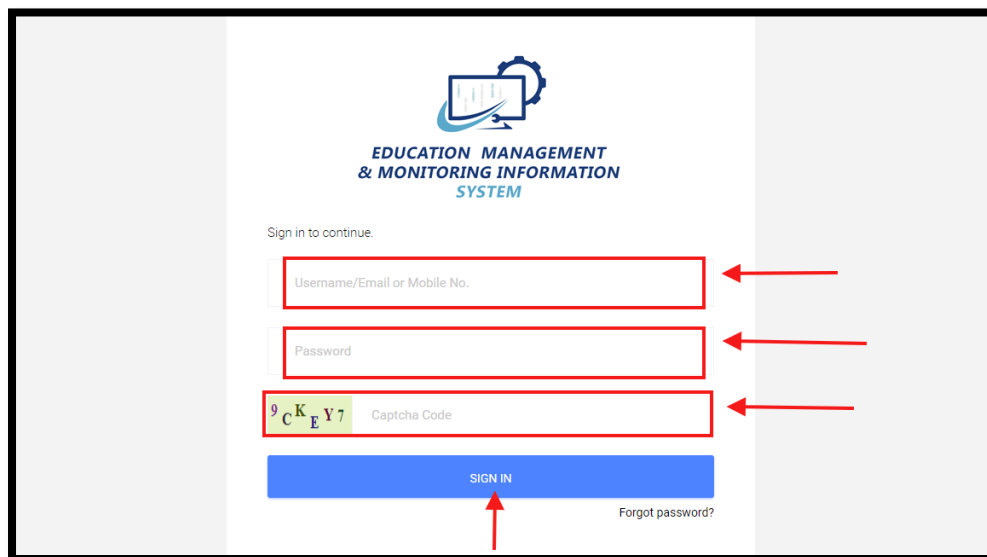 EDUCATION MANAGEMENT
& MONITORING INFORMATION
SYSTEM
Sign in to continue.
Username/Email or Mobile No.
Password
9CKEY7 Captcha Code
SIGN IN
Forgot password?